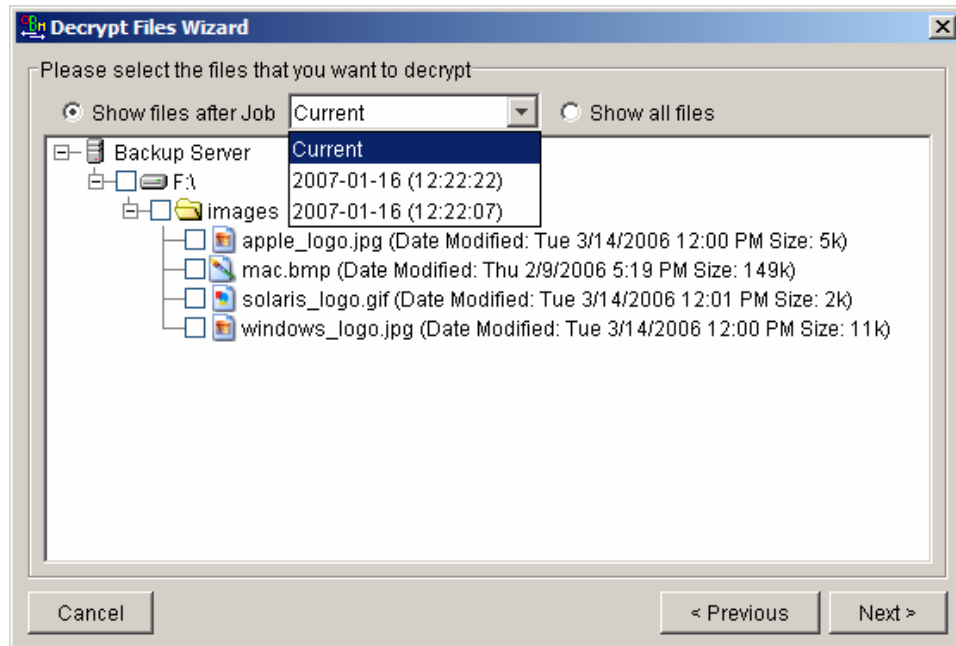 Decrypt Files Wizard
Please select the files that you want to decrypt
Show files after Job Current Show all files
Current
2007-01-16 (12:22:22)
2007-01-16 (12:22:07)
Backup Server
F:\
images
apple_logo.jpg (Date Modified: Tue 3/14/2006 12:00 PM Size: 5k)
mac.bmp (Date Modified: Thu 2/9/2006 5:19 PM Size: 149k)
solaris_logo.gif (Date Modified: Tue 3/14/2006 12:01 PM Size: 2k)
windows_logo.jpg (Date Modified: Tue 3/14/2006 12:00 PM Size: 11k)
Cancel < Previous Next >